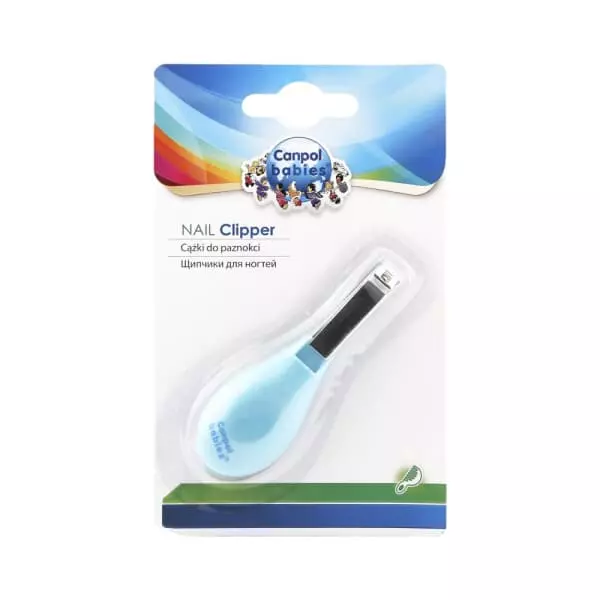 Canpol
babies®
NAIL Clipper
Cążki do paznokci
Щипчики для ногтей
Canpol
babies®